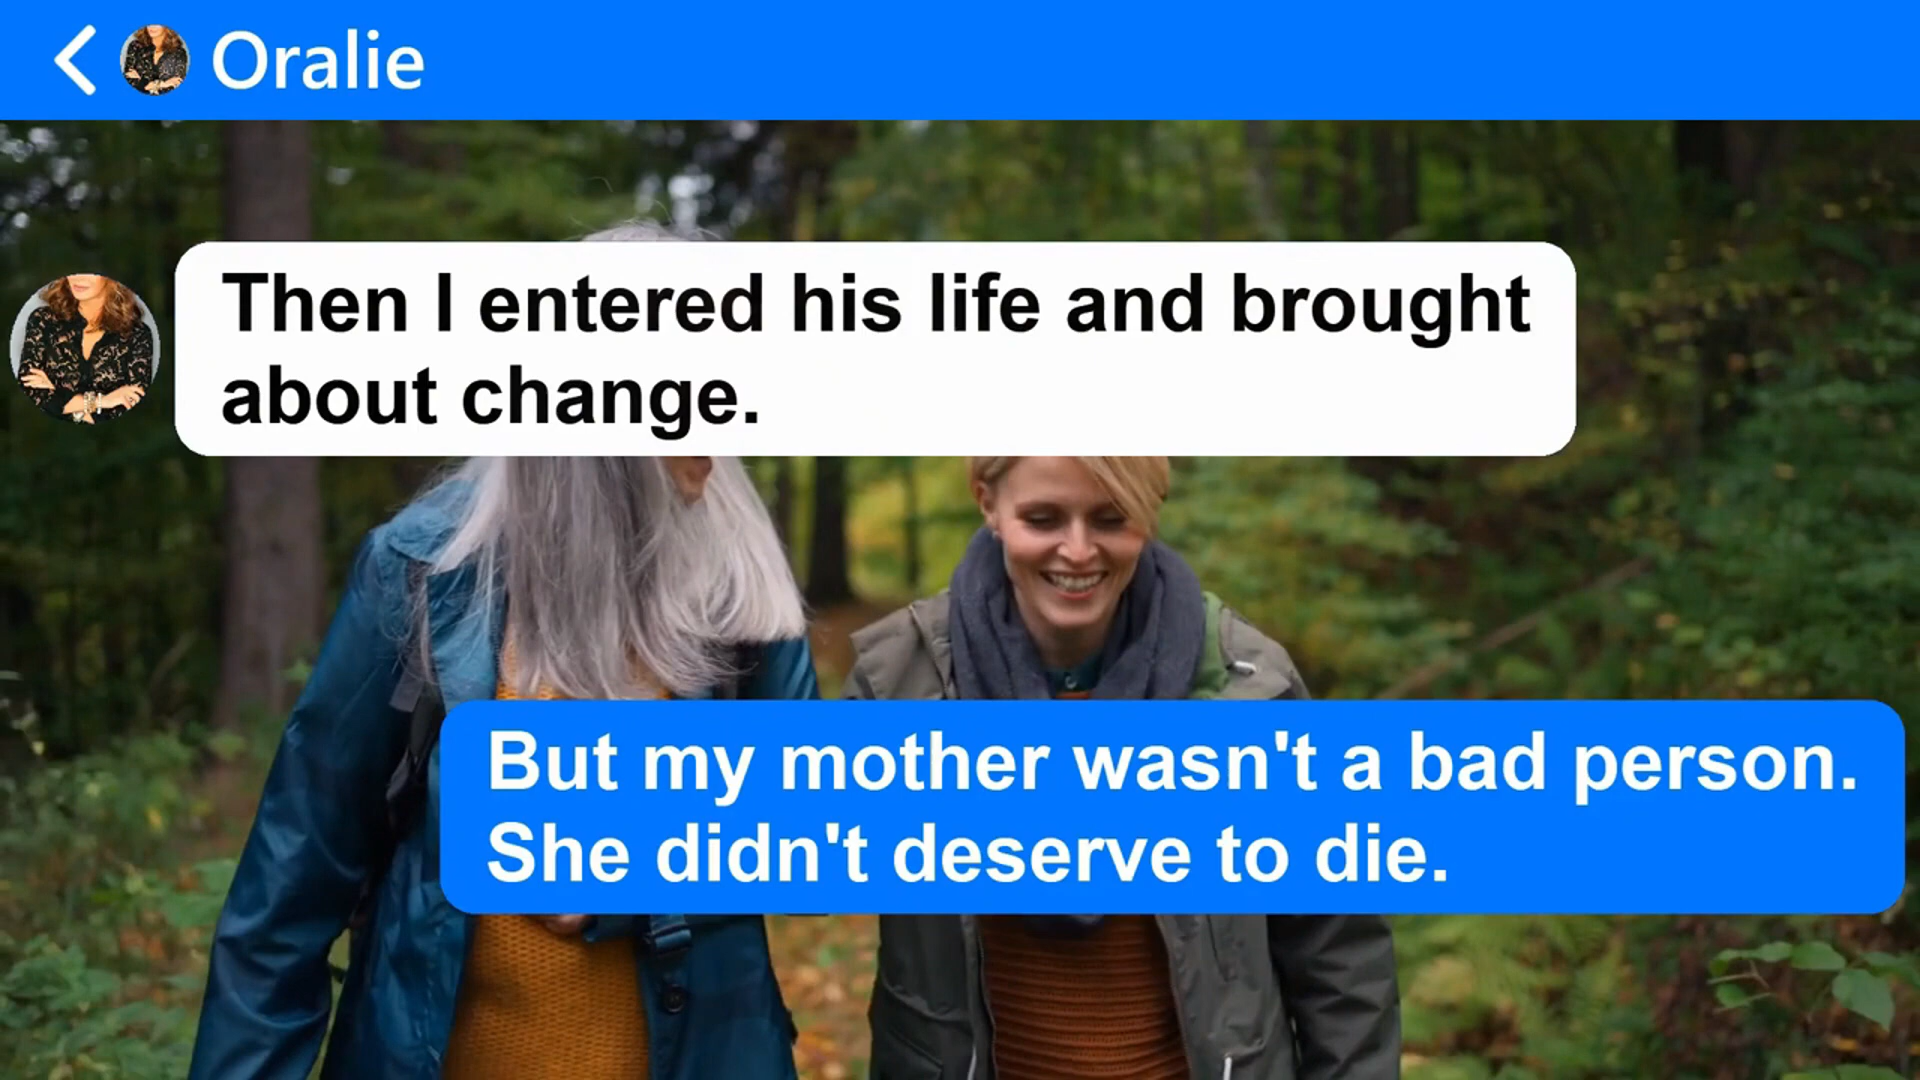 Oralie
Then I entered his life and brought
about change.
But my mother wasn't a bad person.
She didn't deserve to die.